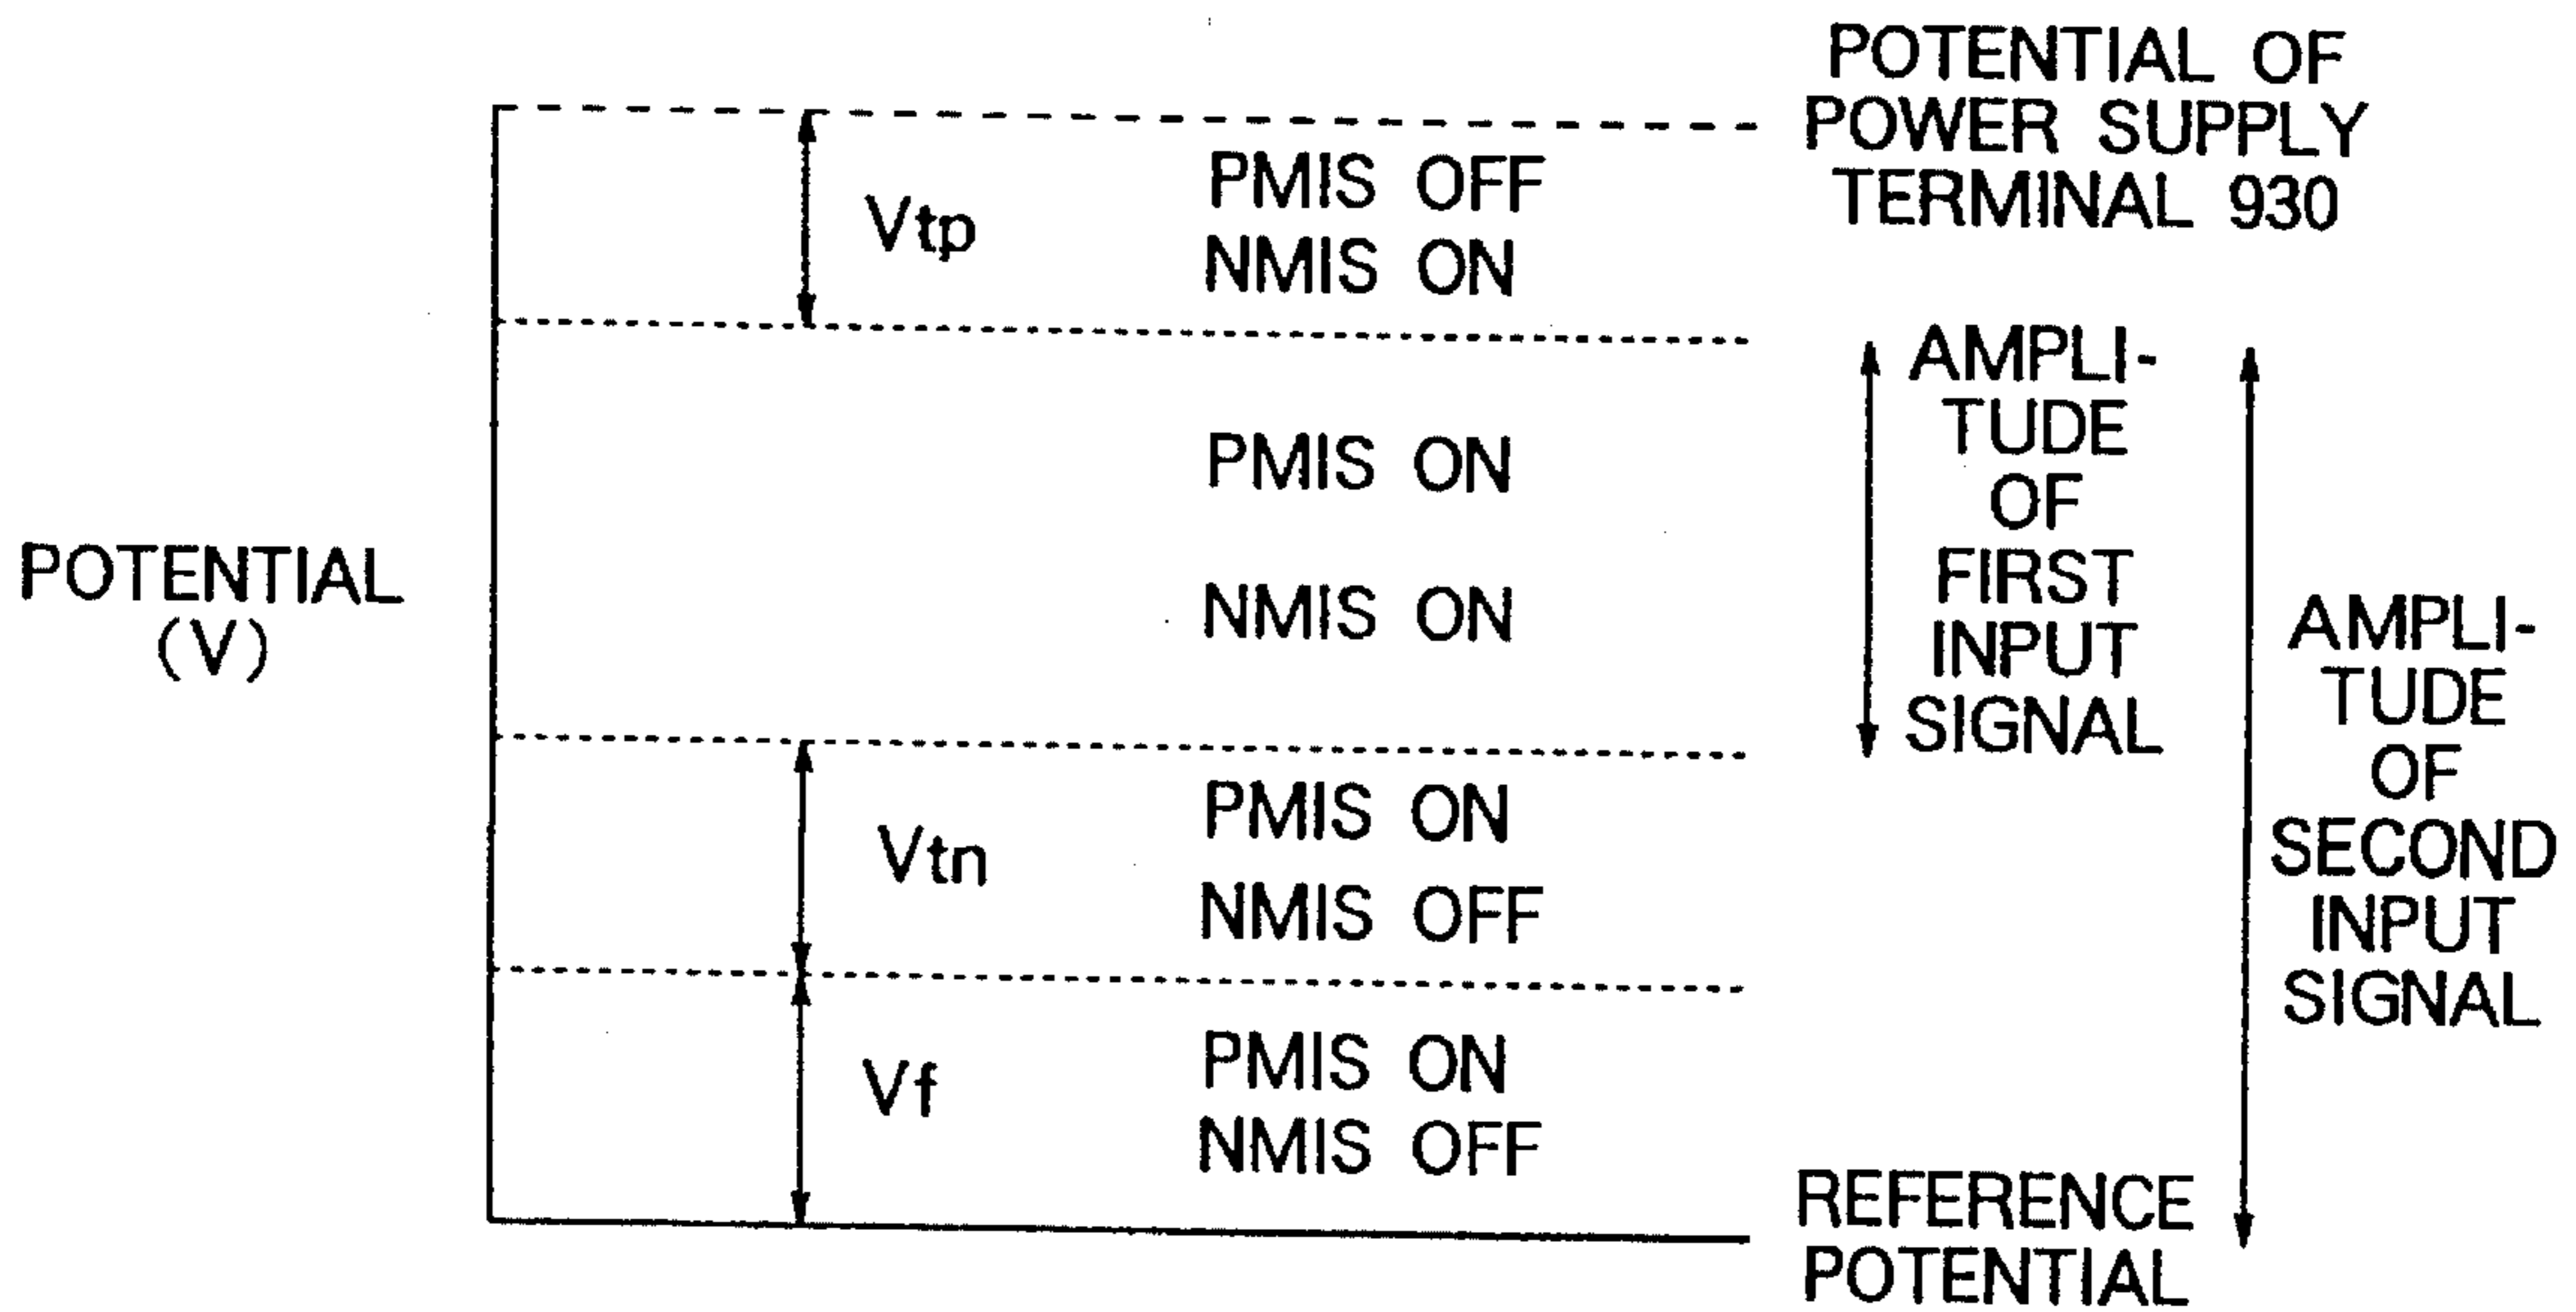 POTENTIAL OF
POWER SUPPLY
TERMINAL 930
PMIS OFF
Vtp
NMIS ON
AMPLI-
TUDE
OF
FIRST
INPUT
SIGNAL
PMIS ON
NMIS ON
POTENTIAL
(V)
AMPLI-
TUDE
OF
SECOND
INPUT
SIGNAL
PMIS ON
Vtn
NMIS OFF
PMIS ON
Vf
NMIS OFF
REFERENCE
POTENTIAL